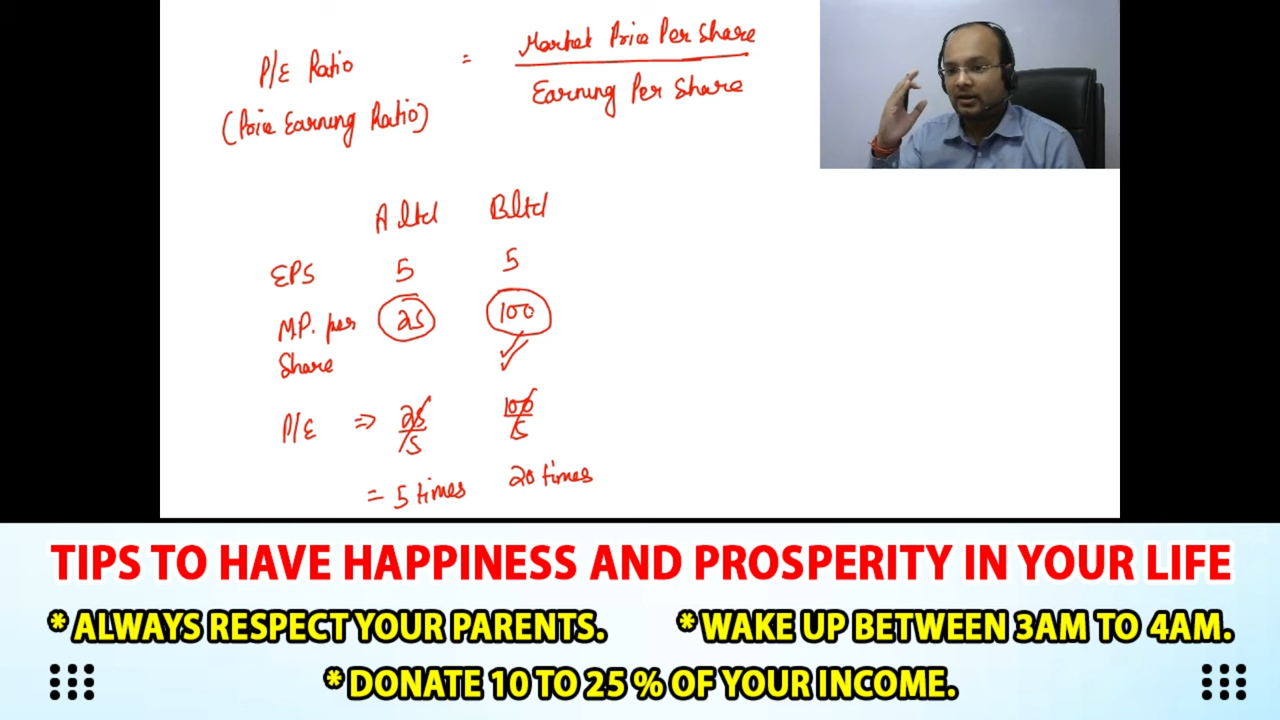 P/E Ratio = Market Price Per Share
Earning Per Share
(Price Earning Ratio)
A ltd B ltd
EPS 5 5
M.P. per 25 100
Share
P/E ⇒ 25/5 100/5
= 5 times 20 times
TIPS TO HAVE HAPPINESS AND PROSPERITY IN YOUR LIFE
* ALWAYS RESPECT YOUR PARENTS. * WAKE UP BETWEEN 3AM TO 4AM.
* DONATE 10 TO 25 % OF YOUR INCOME.